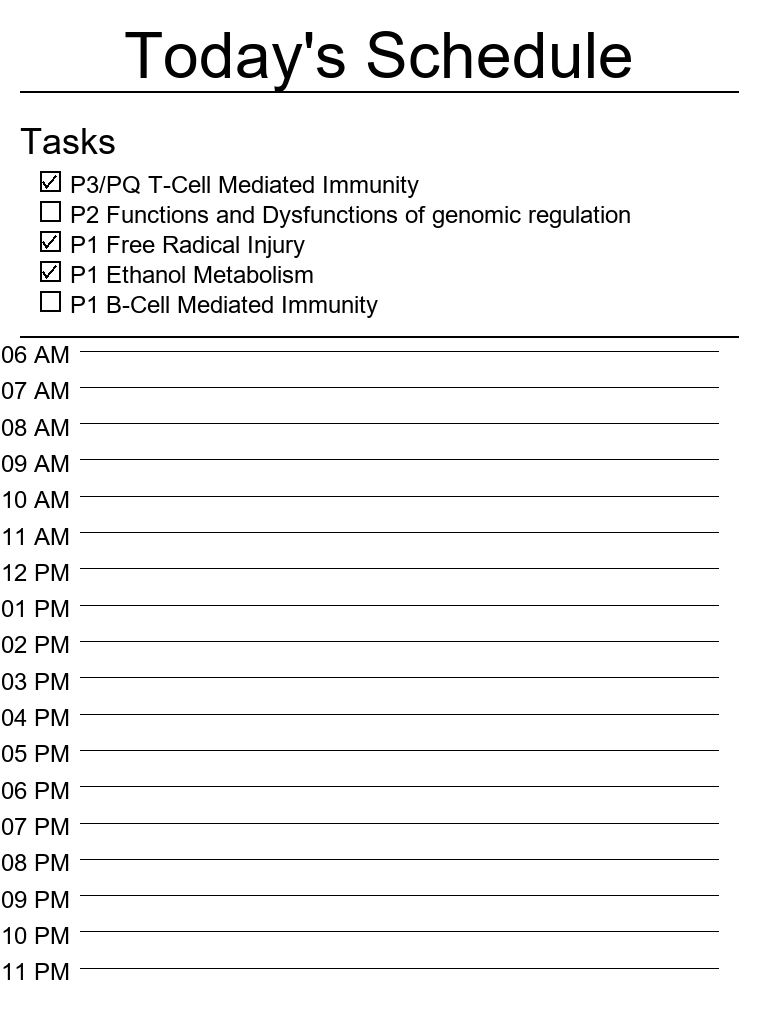 Today's Schedule
Tasks
P3/PQ T-Cell Mediated Immunity
P2 Functions and Dysfunctions of genomic regulation
P1 Free Radical Injury
P1 Ethanol Metabolism
P1 B-Cell Mediated Immunity
06 AM
07 AM
08 AM
09 AM
10 AM
11 AM
12 PM
01 PM
02 PM
03 PM
04 PM
05 PM
06 PM
07 PM
08 PM
09 PM
10 PM
11 PM